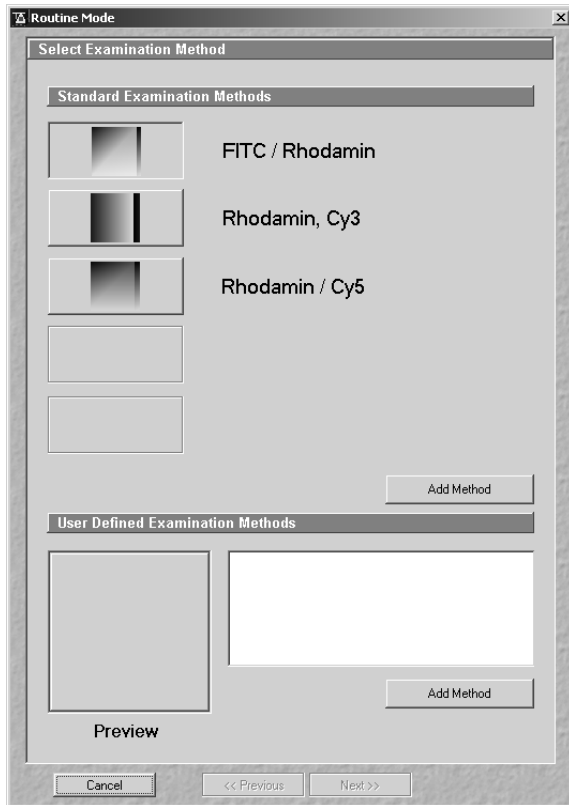 Routine Mode
Select Examination Method
Standard Examination Methods
FITC / Rhodamin
Rhodamin, Cy3
Rhodamin / Cy5
Add Method
User Defined Examination Methods
Add Method
Preview
Cancel
<< Previous
Next >>